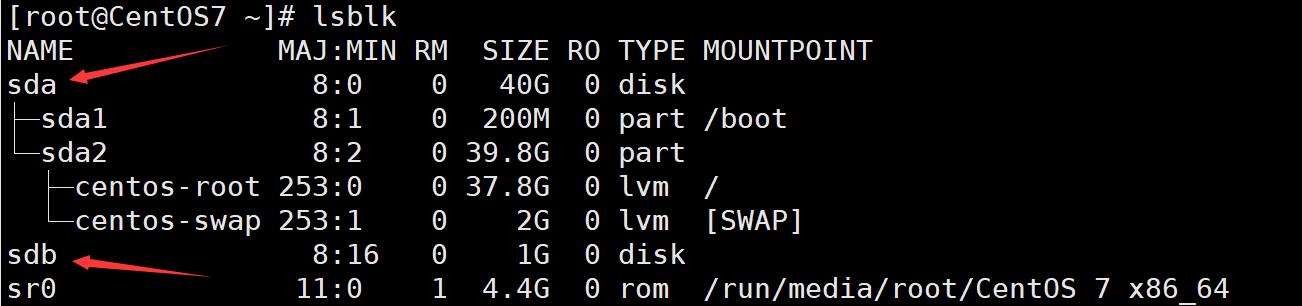 [root@CentOS7 ~]# lsblk
NAME            MAJ:MIN RM  SIZE RO TYPE MOUNTPOINT
sda               8:0    0   40G  0 disk
├─sda1            8:1    0  200M  0 part /boot
└─sda2            8:2    0 39.8G  0 part
  ├─centos-root 253:0    0 37.8G  0 lvm  /
  └─centos-swap 253:1    0    2G  0 lvm  [SWAP]
sdb               8:16   0    1G  0 disk
sr0              11:0    1  4.4G  0 rom  /run/media/root/CentOS 7 x86_64